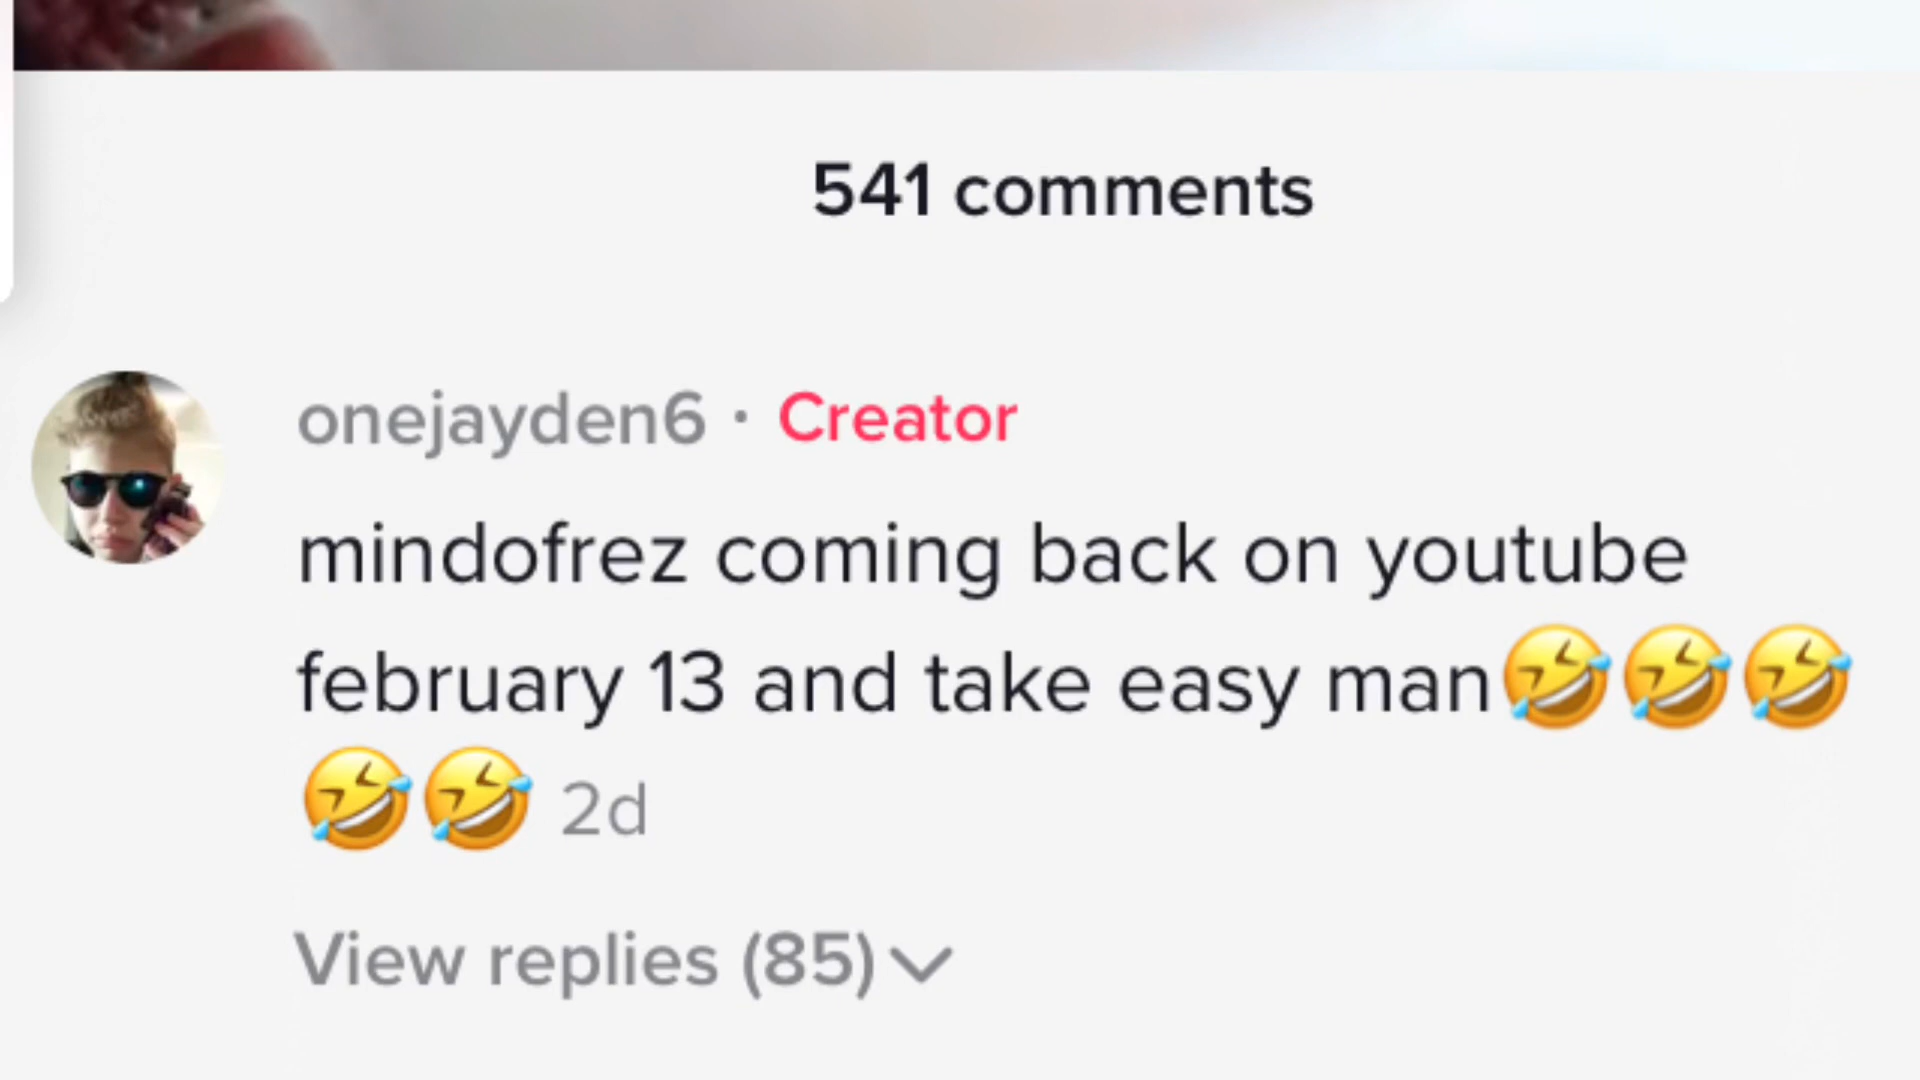 541 comments
onejayden6 · Creator
mindofrez coming back on youtube
february 13 and take easy man🤣🤣🤣
🤣🤣 2d
View replies (85)